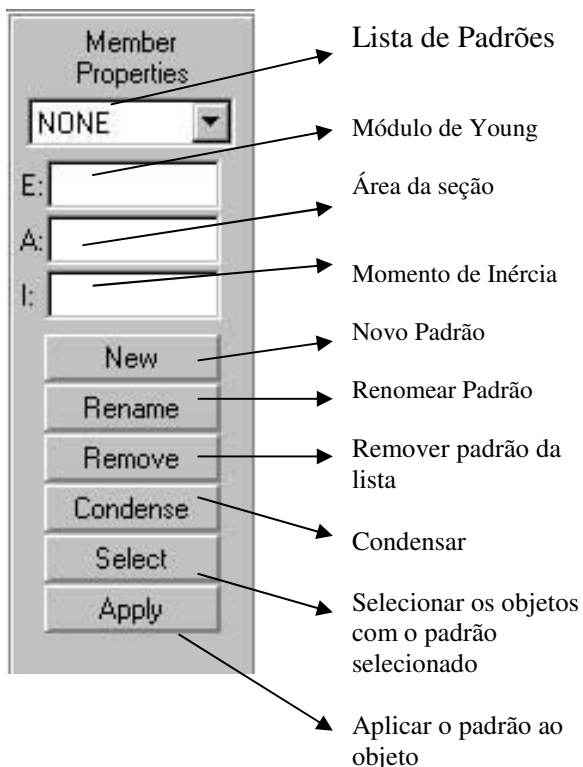 Member
Properties
NONE
E:
A:
I:
New
Rename
Remove
Condense
Select
Apply
Lista de Padrões
Módulo de Young
Área da seção
Momento de Inércia
Novo Padrão
Renomear Padrão
Remover padrão da
lista
Condensar
Selecionar os objetos
com o padrão
selecionado
Aplicar o padrão ao
objeto